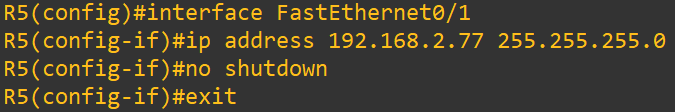 R5(config)#interface FastEthernet0/1
R5(config-if)#ip address 192.168.2.77 255.255.255.0
R5(config-if)#no shutdown
R5(config-if)#exit